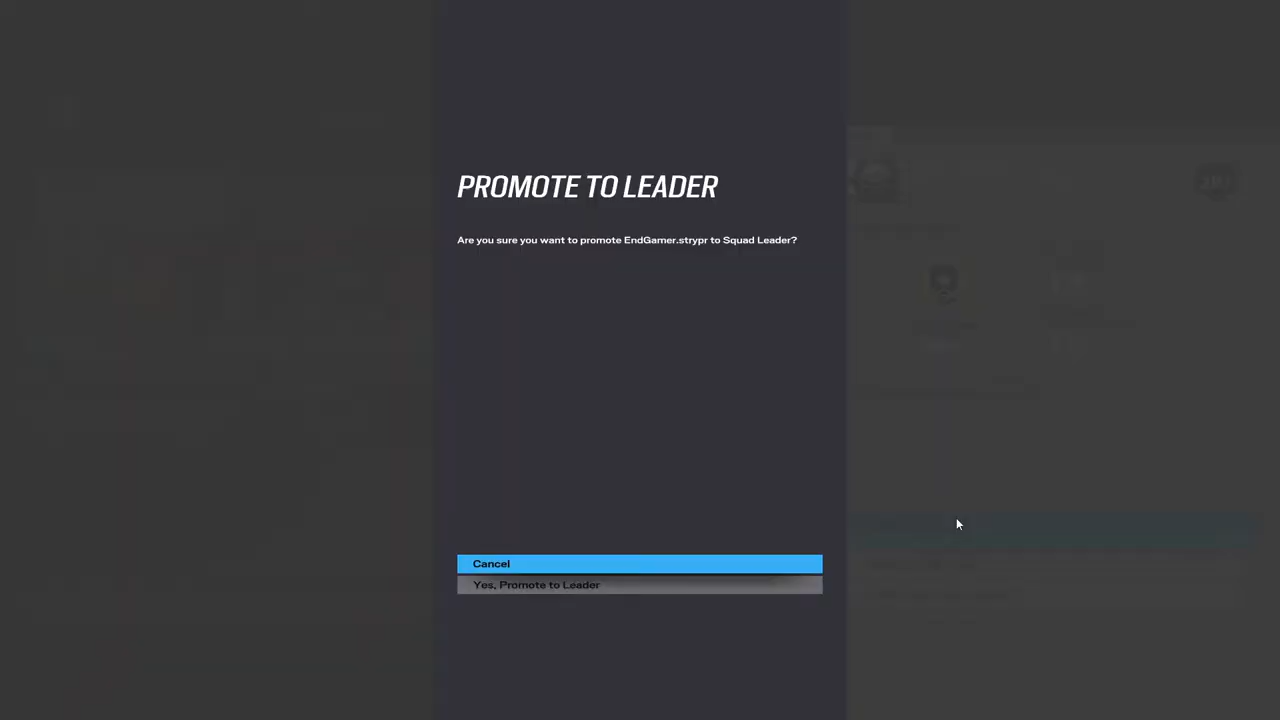 PROMOTE TO LEADER
Are you sure you want to promote EndGamer.strypr to Squad Leader?
Cancel
Yes, Promote to Leader